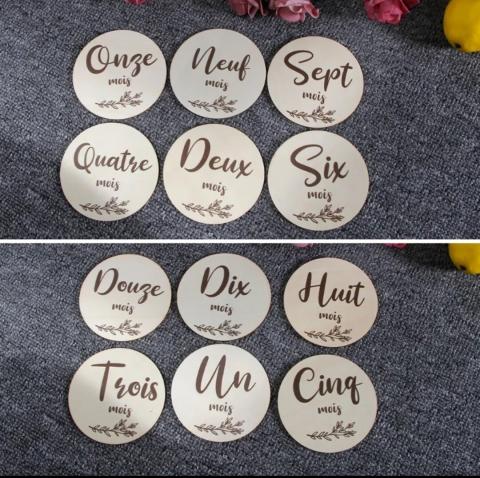 Onze
mois
Neuf
mois
Sept
mois
Quatre
mois
Deux
mois
Six
mois
Douze
mois
Dix
mois
Huit
mois
Trois
mois
Un
mois
Cinq
mois